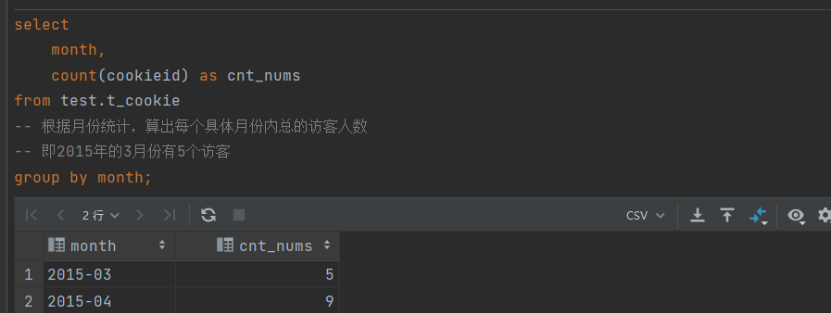 select
    month,
    count(cookieid) as cnt_nums
from test.t_cookie
-- 根据月份统计，算出每个具体月份内总的访客人数
-- 即2015年的3月份有5个访客
group by month;
2 行 CSV
month cnt_nums
1 2015-03 5
2 2015-04 9